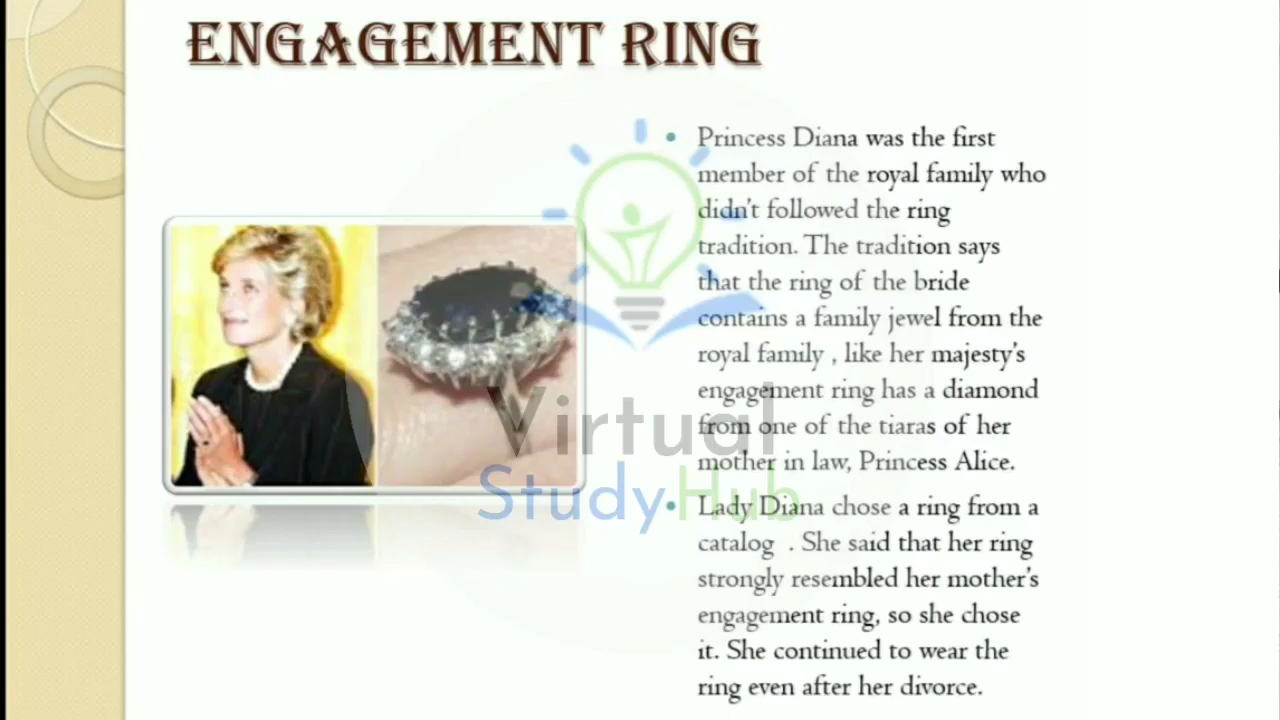 ENGAGEMENT RING
• Princess Diana was the first
member of the royal family who
didn't followed the ring
tradition. The tradition says
that the ring of the bride
contains a family jewel from the
royal family , like her majesty's
engagement ring has a diamond
from one of the tiaras of her
mother in law, Princess Alice.
• Lady Diana chose a ring from a
catalog . She said that her ring
strongly resembled her mother's
engagement ring, so she chose
it. She continued to wear the
ring even after her divorce.
Virtual
StudyHub